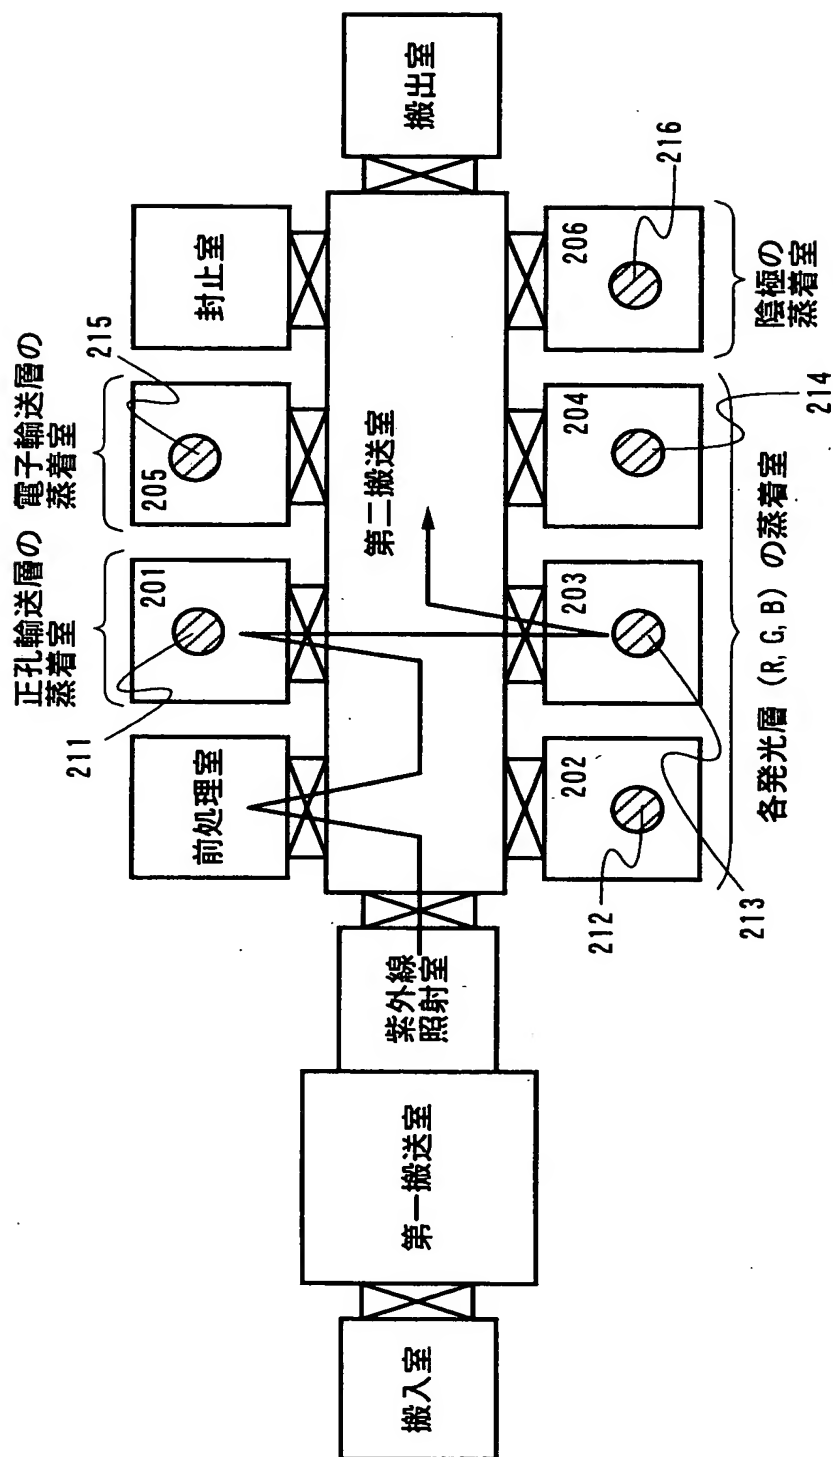 搬入室
第一搬送室
紫外線
照射室
前処理室
正孔輸送層の
蒸着室
211
201
電子輸送層の
蒸着室
215
205
封止室
第二搬送室
搬出室
202
212
203
213
204
214
各発光層 (R, G, B) の蒸着室
206
216
陰極の
蒸着室